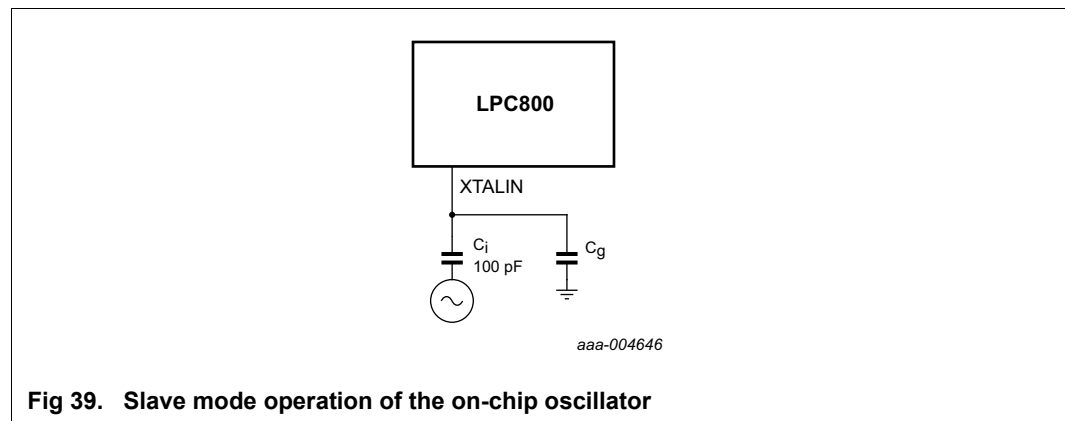 LPC800
XTALIN
Ci
100 pF
Cg
aaa-004646
Fig 39. Slave mode operation of the on-chip oscillator